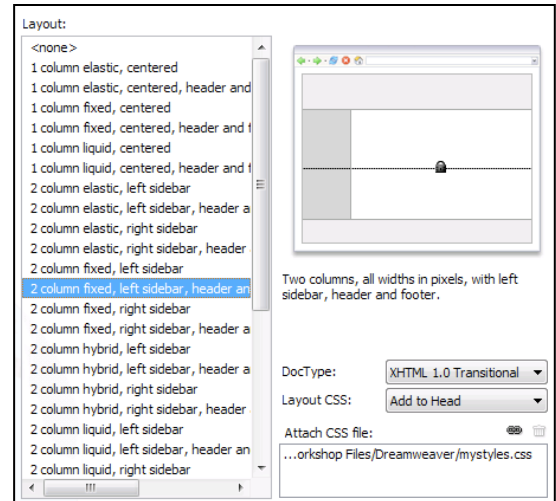 Layout:
<none>
1 column elastic, centered
1 column elastic, centered, header and
1 column fixed, centered
1 column fixed, centered, header and f
1 column liquid, centered
1 column liquid, centered, header and f
2 column elastic, left sidebar
2 column elastic, left sidebar, header a
2 column elastic, right sidebar
2 column elastic, right sidebar, header
2 column fixed, left sidebar
2 column fixed, left sidebar, header an
2 column fixed, right sidebar
2 column fixed, right sidebar, header a
2 column hybrid, left sidebar
2 column hybrid, left sidebar, header a
2 column hybrid, right sidebar
2 column hybrid, right sidebar, header
2 column liquid, left sidebar
2 column liquid, left sidebar, header an
2 column liquid, right sidebar
Two columns, all widths in pixels, with left
sidebar, header and footer.
DocType: XHTML 1.0 Transitional
Layout CSS: Add to Head
Attach CSS file:
...orkshop Files/Dreamweaver/mystyles.css